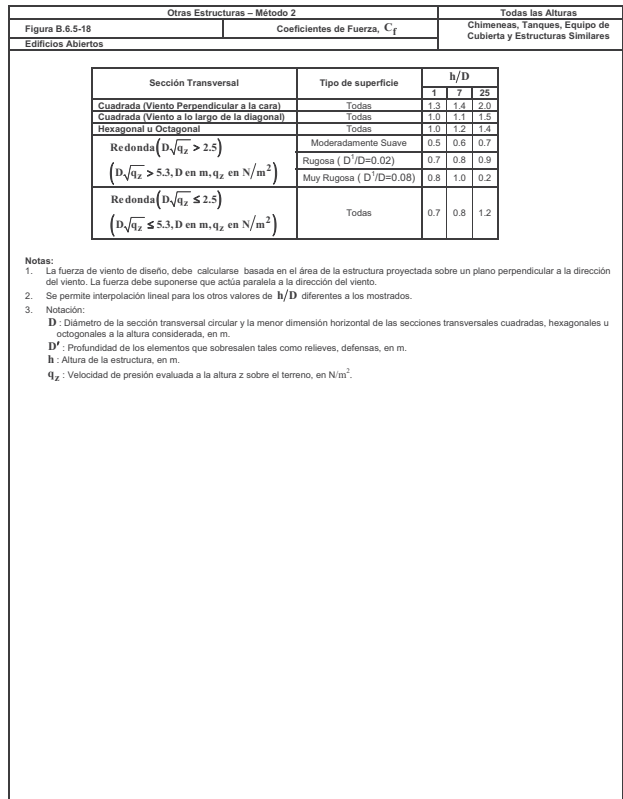 Otras Estructuras – Método 2
Todas las Alturas
Figura B.6.5-18
Coeficientes de Fuerza, C_f
Chimeneas, Tanques, Equipo de
Cubierta y Estructuras Similares
Edificios Abiertos
Sección Transversal
Tipo de superficie
h/D
1 7 25
Cuadrada (Viento Perpendicular a la cara) Todas 1.3 1.4 2.0
Cuadrada (Viento a lo largo de la diagonal) Todas 1.0 1.1 1.5
Hexagonal u Octagonal Todas 1.0 1.2 1.4
Redonda(D√q_z > 2.5)
(D√q_z > 5.3, D en m, q_z en N/m²)
Moderadamente Suave 0.5 0.6 0.7
Rugosa ( D¹/D=0.02) 0.7 0.8 0.9
Muy Rugosa ( D¹/D=0.08) 0.8 1.0 0.2
Redonda(D√q_z ≤ 2.5)
(D√q_z ≤ 5.3, D en m, q_z en N/m²)
Todas 0.7 0.8 1.2
Notas:
1. La fuerza de viento de diseño, debe calcularse basada en el área de la estructura proyectada sobre un plano perpendicular a la dirección
del viento. La fuerza debe suponerse que actúa paralela a la dirección del viento.
2. Se permite interpolación lineal para los otros valores de h/D diferentes a los mostrados.
3. Notación:
D : Diámetro de la sección transversal circular y la menor dimensión horizontal de las secciones transversales cuadradas, hexagonales u
octogonales a la altura considerada, en m.
D′ : Profundidad de los elementos que sobresalen tales como relieves, defensas, en m.
h : Altura de la estructura, en m.
q_z : Velocidad de presión evaluada a la altura z sobre el terreno, en N/m².